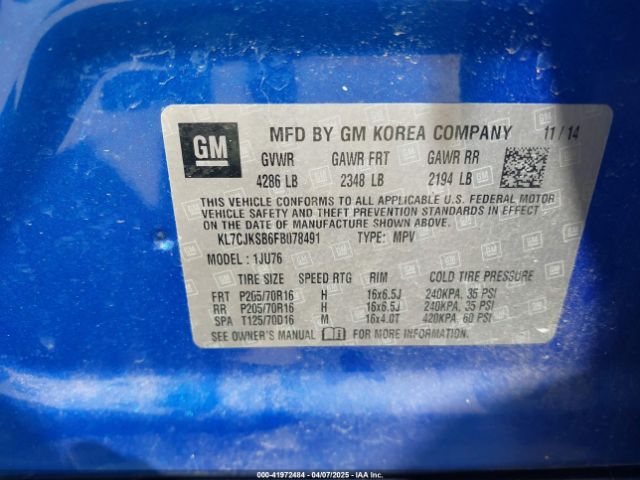 GM
MFD BY GM KOREA COMPANY 11/14
GVWR GAWR FRT GAWR RR
4286 LB 2348 LB 2194 LB
THIS VEHICLE CONFORMS TO ALL APPLICABLE U.S. FEDERAL MOTOR
VEHICLE SAFETY AND THEFT PREVENTION STANDARDS IN EFFECT
ON THE DATE OF MANUFACTURE SHOWN ABOVE.
KL7CJKSB6FB078491 TYPE: MPV
MODEL: 1JU76
TIRE SIZE SPEED RTG RIM COLD TIRE PRESSURE
FRT P205/70R16 H 16x6.5J 240KPA, 35 PSI
RR P205/70R16 H 16x6.5J 240KPA, 35 PSI
SPA T125/70D16 M 16x4.0T 420KPA, 60 PSI
SEE OWNER'S MANUAL FOR MORE INFORMATION.
000-41972484 - 04/07/2025 - IAA Inc.